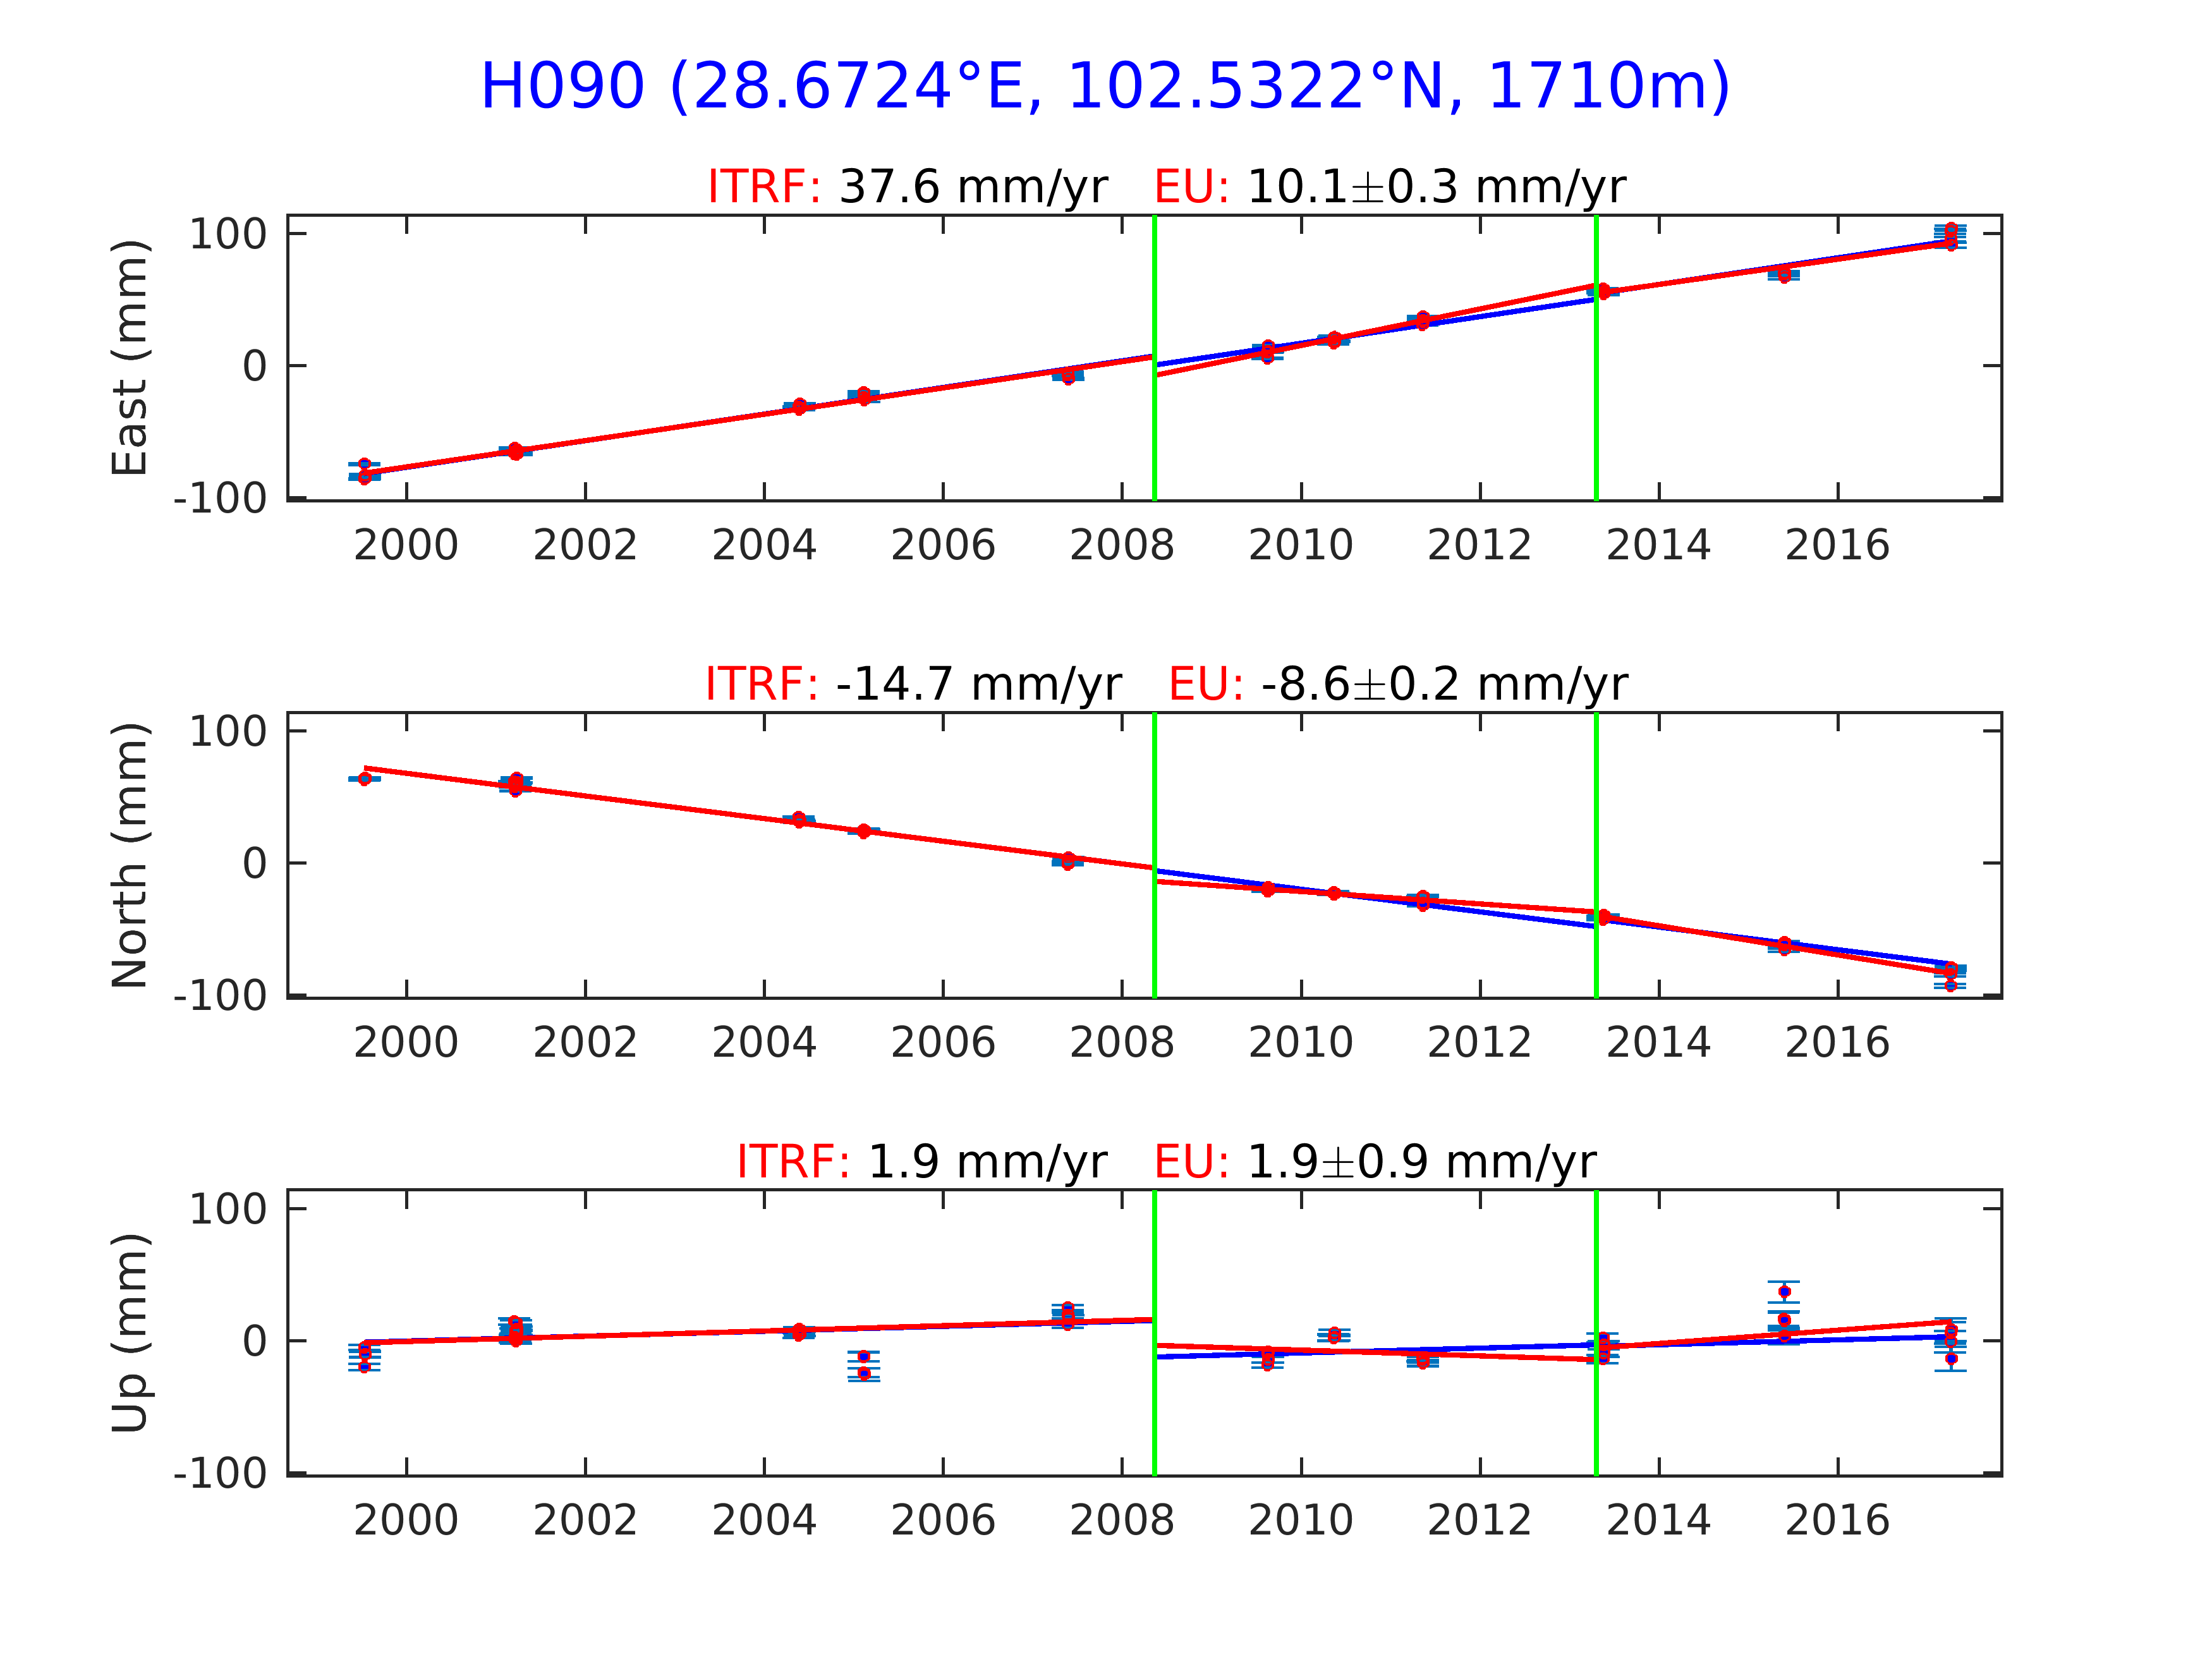 H090 (28.6724°E, 102.5322°N, 1710m)
ITRF: 37.6 mm/yr EU: 10.1±0.3 mm/yr
East (mm)
100
0
-100
2000 2002 2004 2006 2008 2010 2012 2014 2016
ITRF: -14.7 mm/yr EU: -8.6±0.2 mm/yr
North (mm)
100
0
-100
2000 2002 2004 2006 2008 2010 2012 2014 2016
ITRF: 1.9 mm/yr EU: 1.9±0.9 mm/yr
Up (mm)
100
0
-100
2000 2002 2004 2006 2008 2010 2012 2014 2016